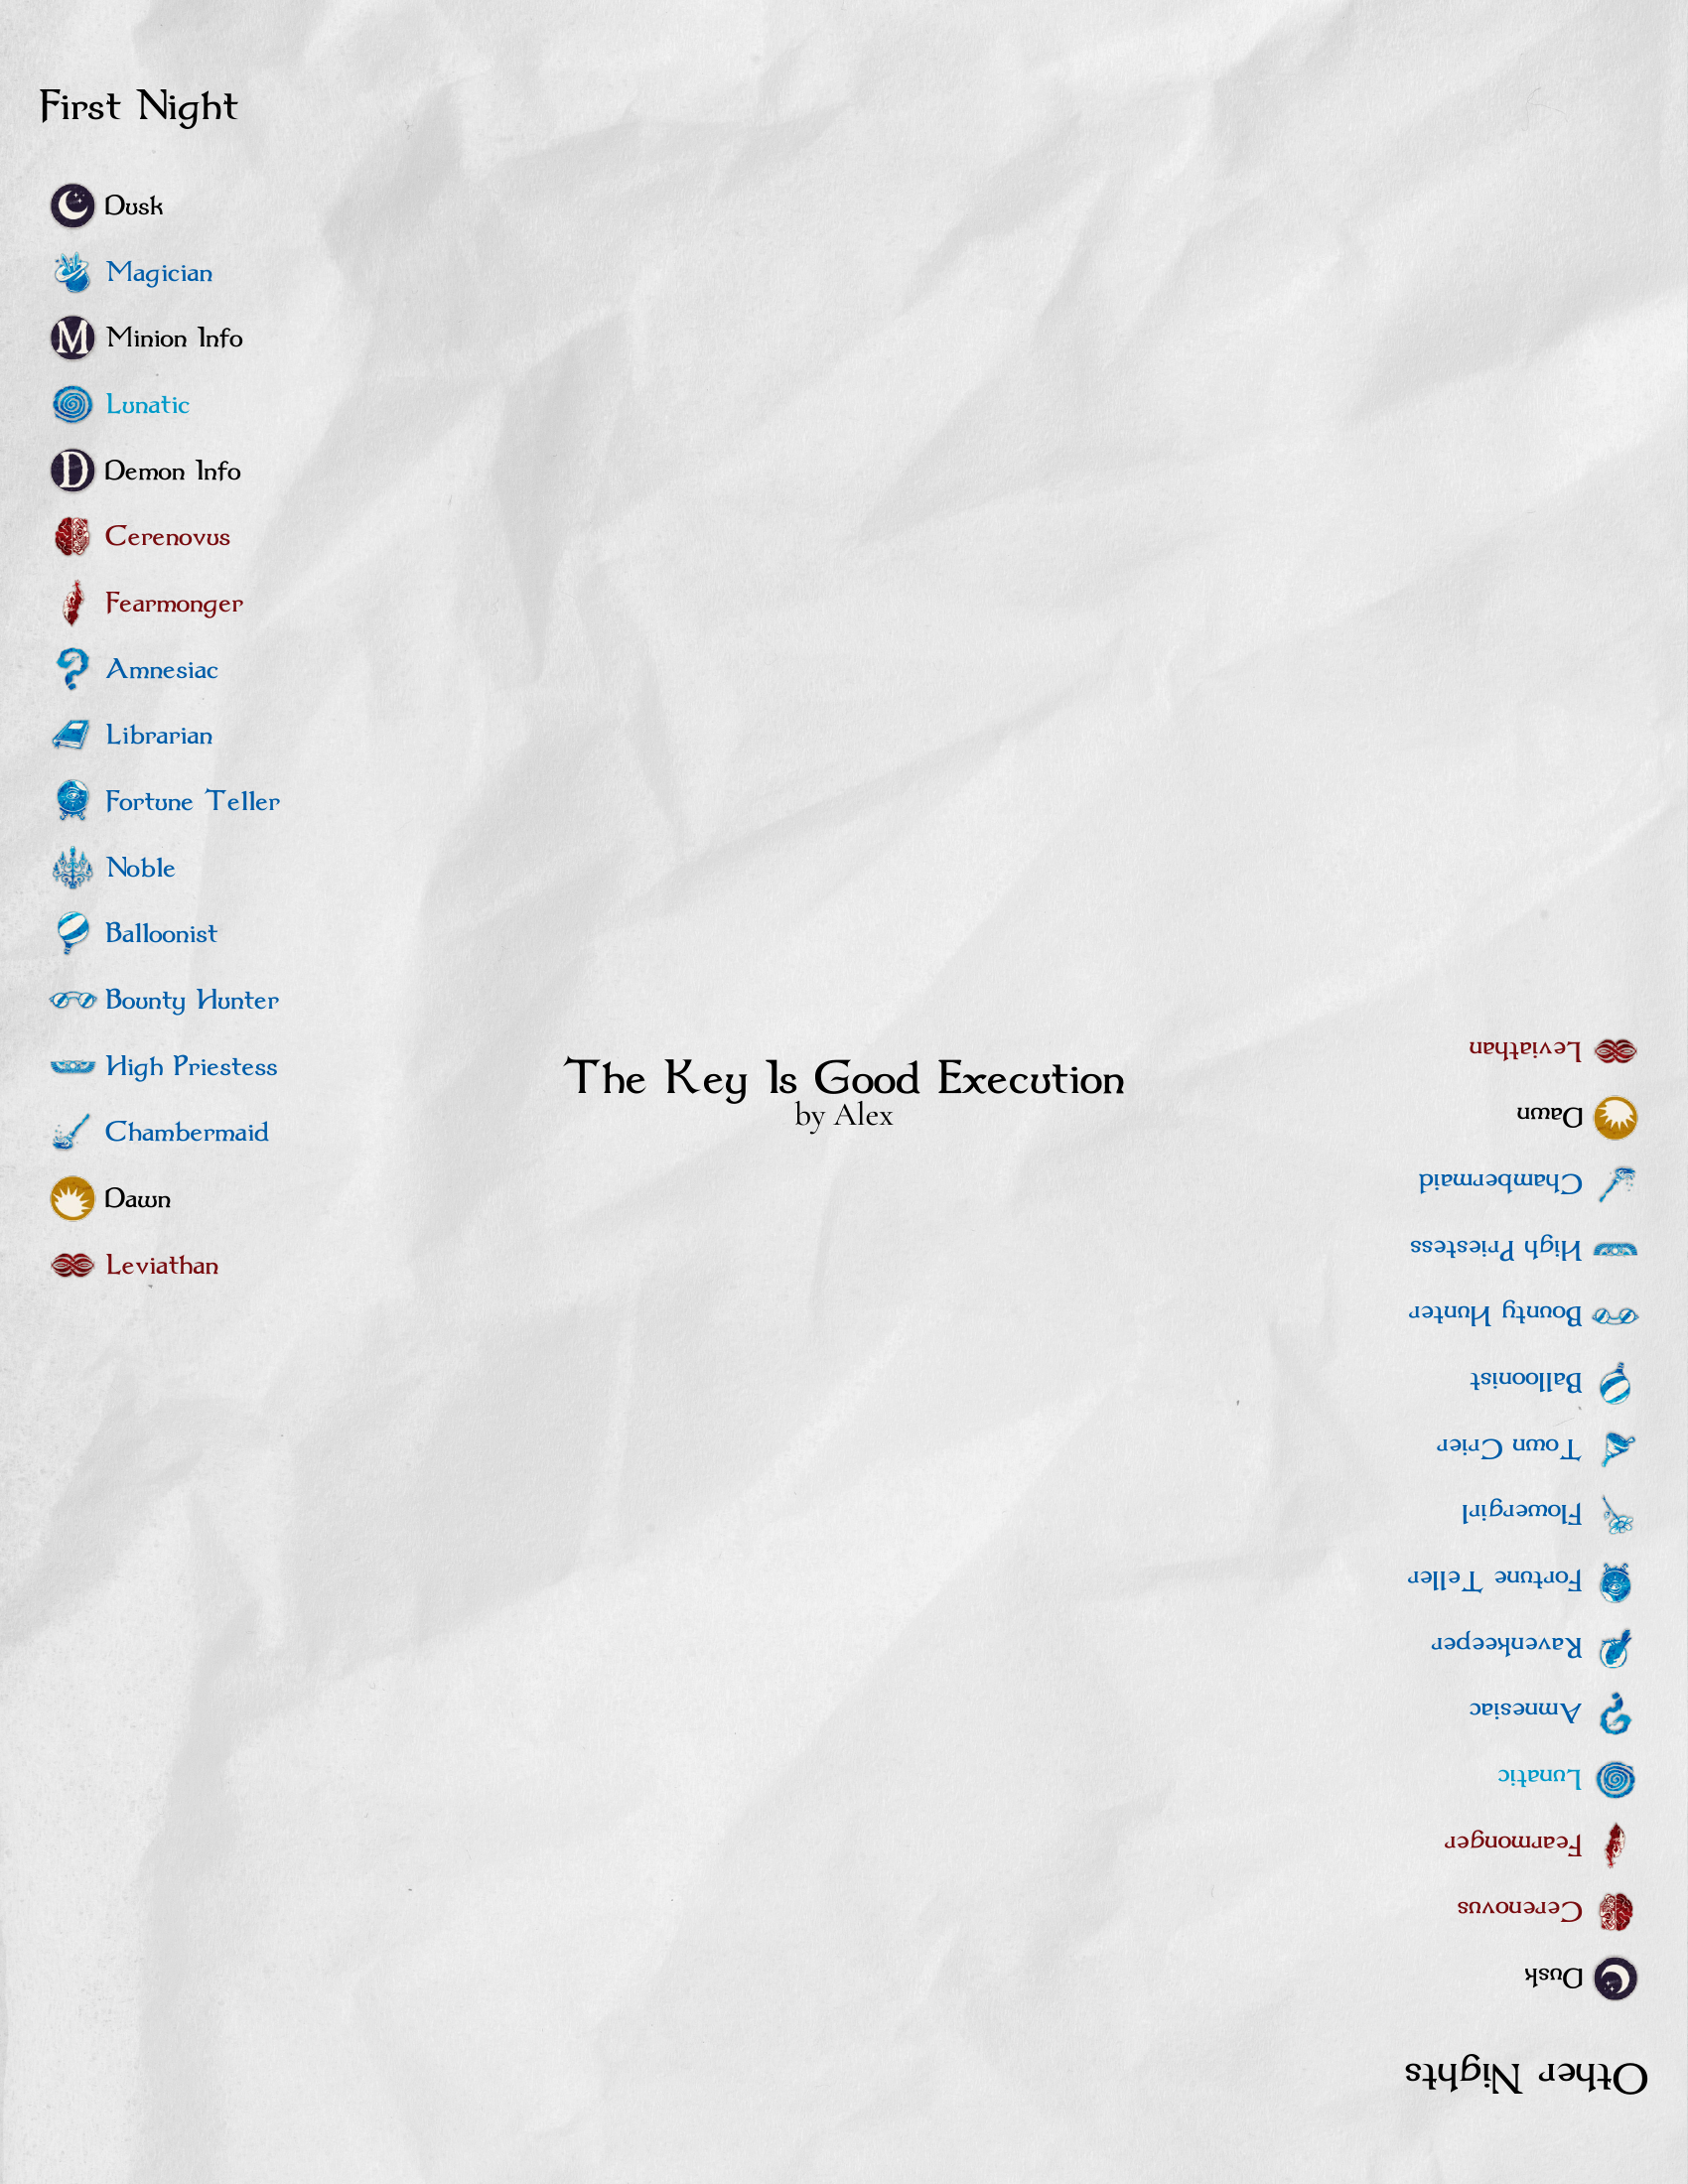 First Night
Dusk
Magician
M
Minion Info
Lunatic
D
Demon Info
Cerenovus
Fearmonger
Amnesiac
Librarian
Fortune Teller
Noble
Balloonist
Bounty Hunter
High Priestess
Chambermaid
Dawn
Leviathan
The Key Is Good Execution
by Alex
Other Nights
Dusk
Cerenovus
Fearmonger
Lunatic
Amnesiac
Ravenkeeper
Fortune Teller
Flowergirl
Town Crier
Balloonist
Bounty Hunter
High Priestess
Chambermaid
Dawn
Leviathan